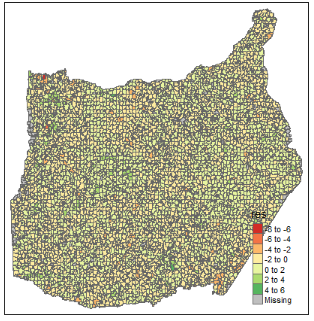 res
-8 to -6
-6 to -4
-4 to -2
-2 to 0
0 to 2
2 to 4
4 to 6
Missing